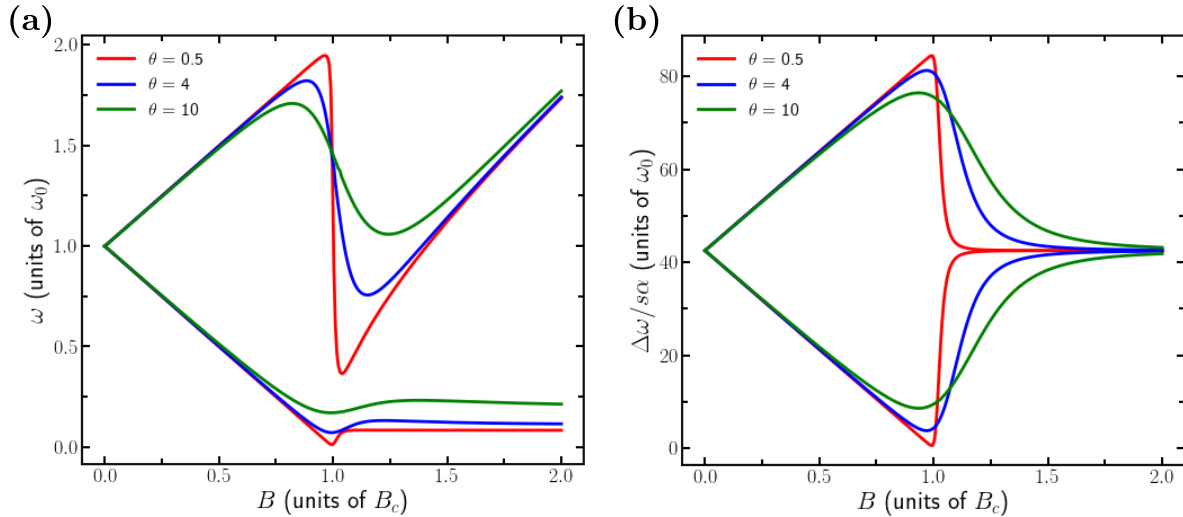 (a)
2.0
1.5
1.0
0.5
0.0
ω (units of ω₀)
θ = 0.5
θ = 4
θ = 10
0.0 0.5 1.0 1.5 2.0
B (units of B_c)
(b)
80
60
40
20
0
Δω/sα (units of ω₀)
θ = 0.5
θ = 4
θ = 10
0.0 0.5 1.0 1.5 2.0
B (units of B_c)